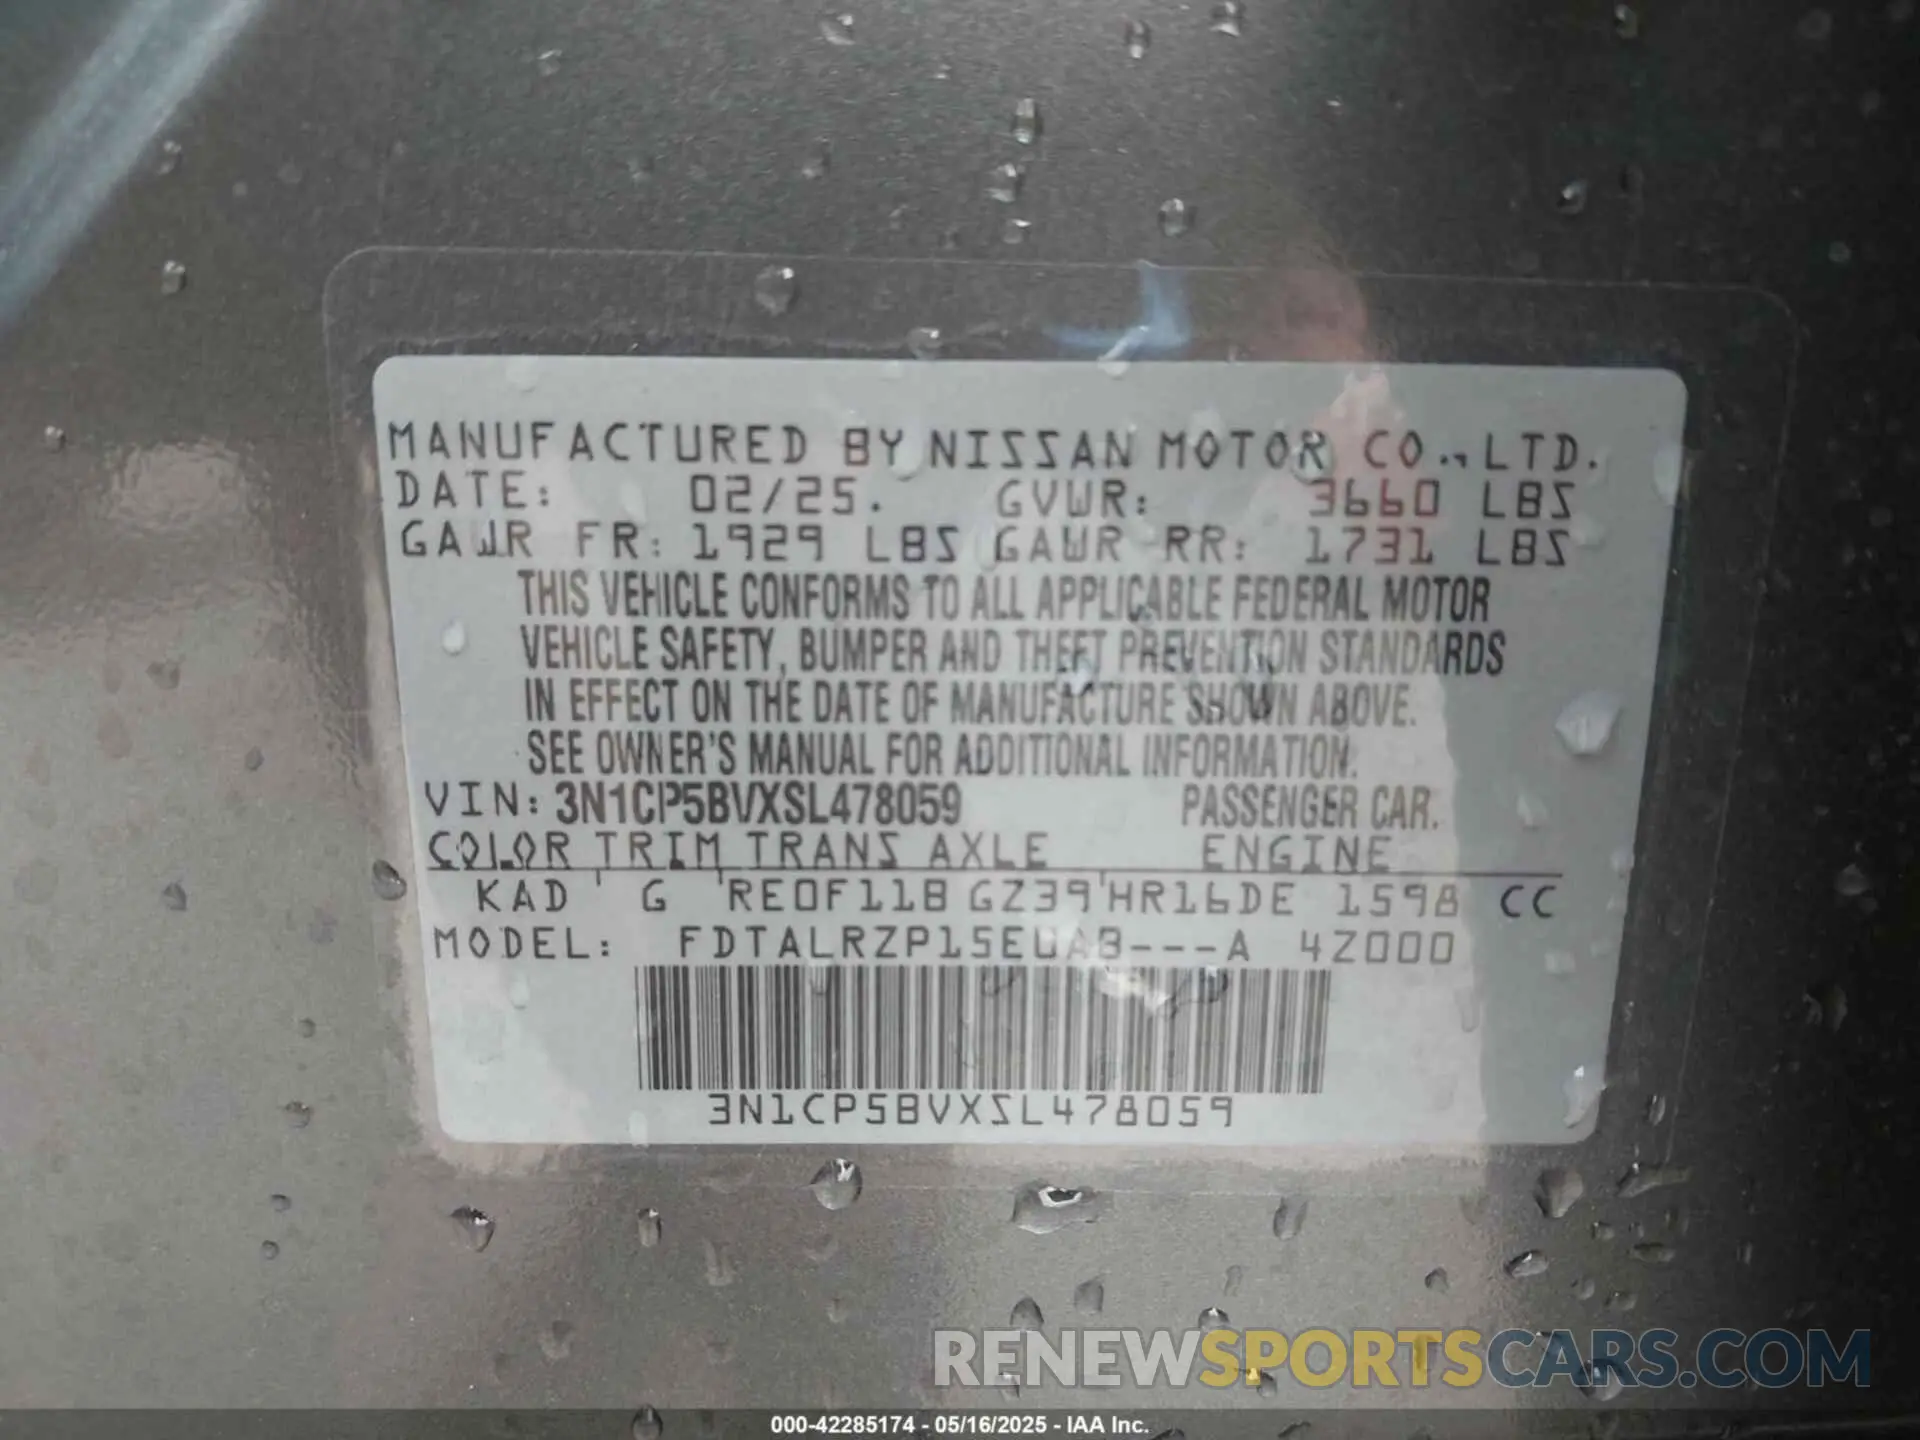 MANUFACTURED BY NISSAN MOTOR CO., LTD.
DATE: 02/25. GVWR: 3660 LBS
GAWR FR: 1929 LBS GAWR RR: 1731 LBS
THIS VEHICLE CONFORMS TO ALL APPLICABLE FEDERAL MOTOR
VEHICLE SAFETY, BUMPER AND THEFT PREVENTION STANDARDS
IN EFFECT ON THE DATE OF MANUFACTURE SHOWN ABOVE.
SEE OWNER'S MANUAL FOR ADDITIONAL INFORMATION.
VIN: 3N1CP5BVXSL478059 PASSENGER CAR.
COLOR TRIM TRANS AXLE ENGINE
KAD G RE0F11B GZ39 HR16DE 1598 CC
MODEL: FDTALRZP15EUAB---A 4Z000
3N1CP5BVXSL478059
RENEWSPORTSCARS.COM
000-42285174 - 05/16/2025 - IAA Inc.